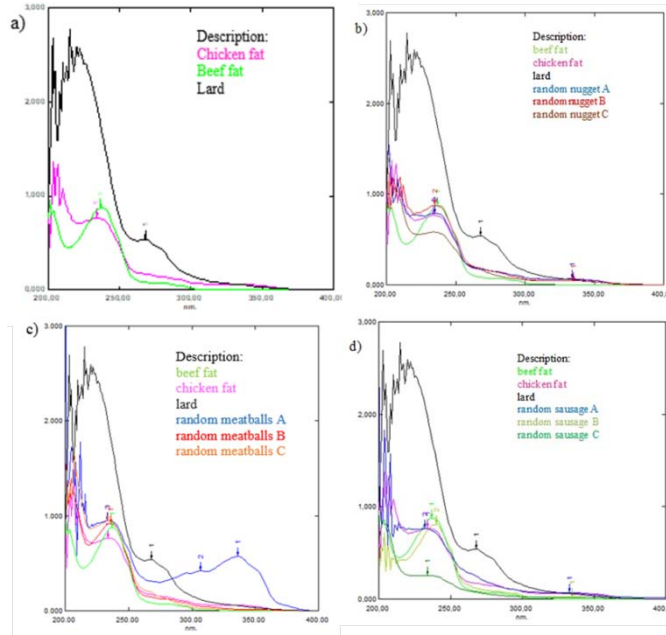 a)
3,000
2,000
1,000
0,000
200,00
250,00
300,00
350,00
400,00
nm.
Description:
Chicken fat
Beef fat
Lard
b)
3,000
2,000
1,000
0,000
200,00
250,00
300,00
350,00
400,00
nm.
Description:
beef fat
chicken fat
lard
random nugget A
random nugget B
random nugget C
c)
3,000
2,000
1,000
0,000
200,00
250,00
300,00
350,00
400,00
nm.
Description:
beef fat
chicken fat
lard
random meatballs A
random meatballs B
random meatballs C
d)
3,000
2,000
1,000
0,000
200,00
250,00
300,00
350,00
400,00
nm.
Description:
beef fat
chicken fat
lard
random sausage A
random sausage B
random sausage C